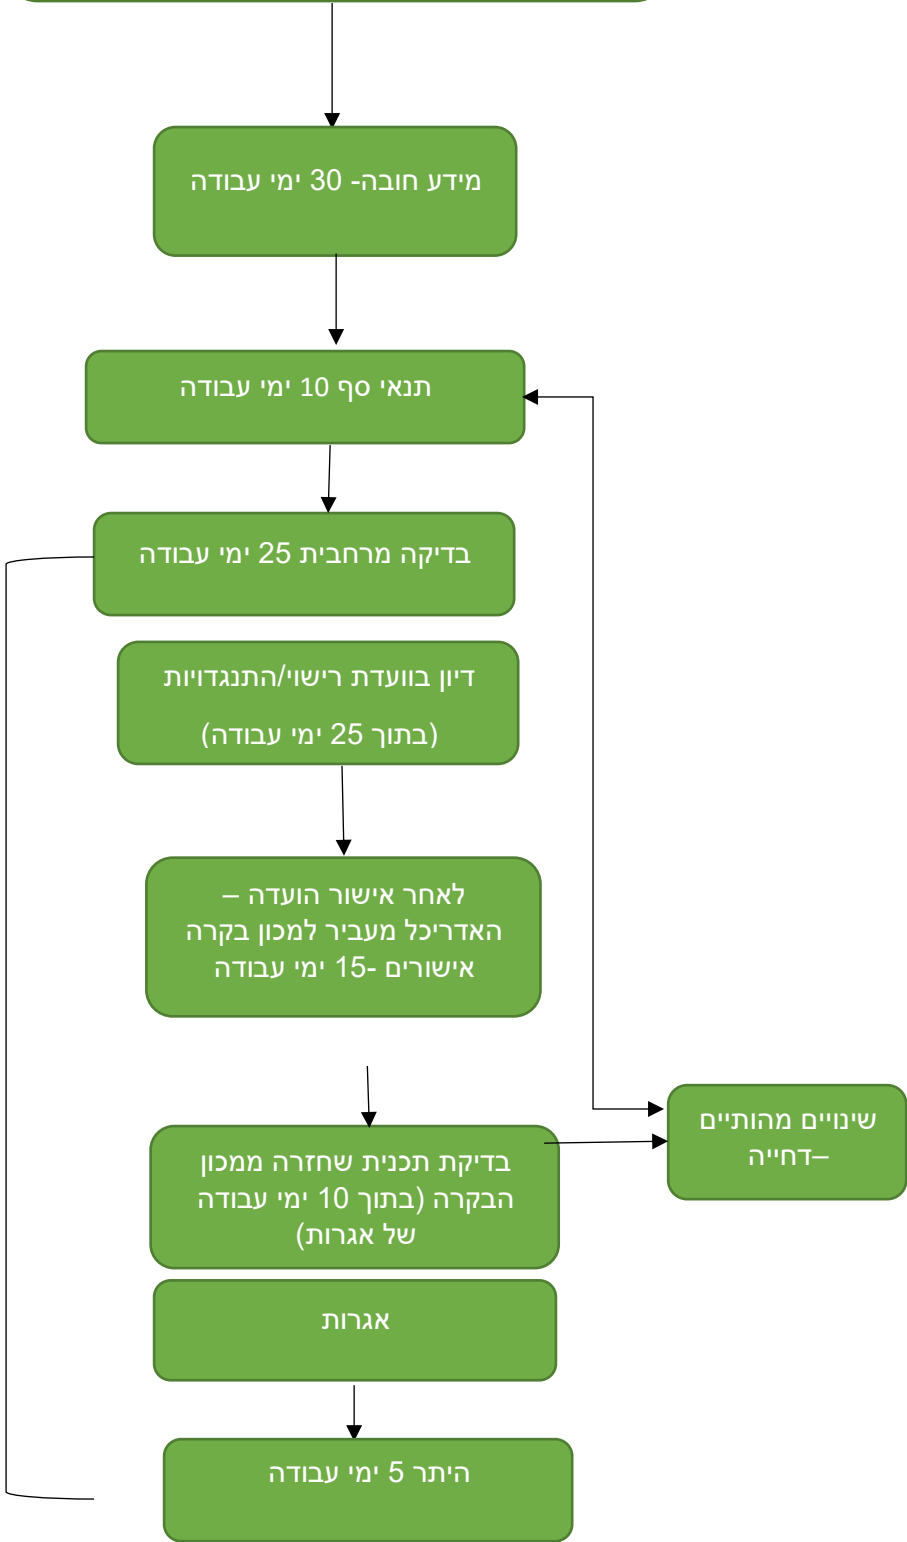 מידע חובה- 30 ימי עבודה
תנאי סף 10 ימי עבודה
בדיקה מרחבית 25 ימי עבודה
דיון בוועדת רישוי/התנגדויות
(בתוך 25 ימי עבודה)
לאחר אישור הועדה –
האדריכל מעביר למכון בקרה
אישורים -15 ימי עבודה
שינויים מהותיים
–דחייה
בדיקת תכנית שחזרה ממכון
הבקרה (בתוך 10 ימי עבודה
של אגרות)
אגרות
היתר 5 ימי עבודה